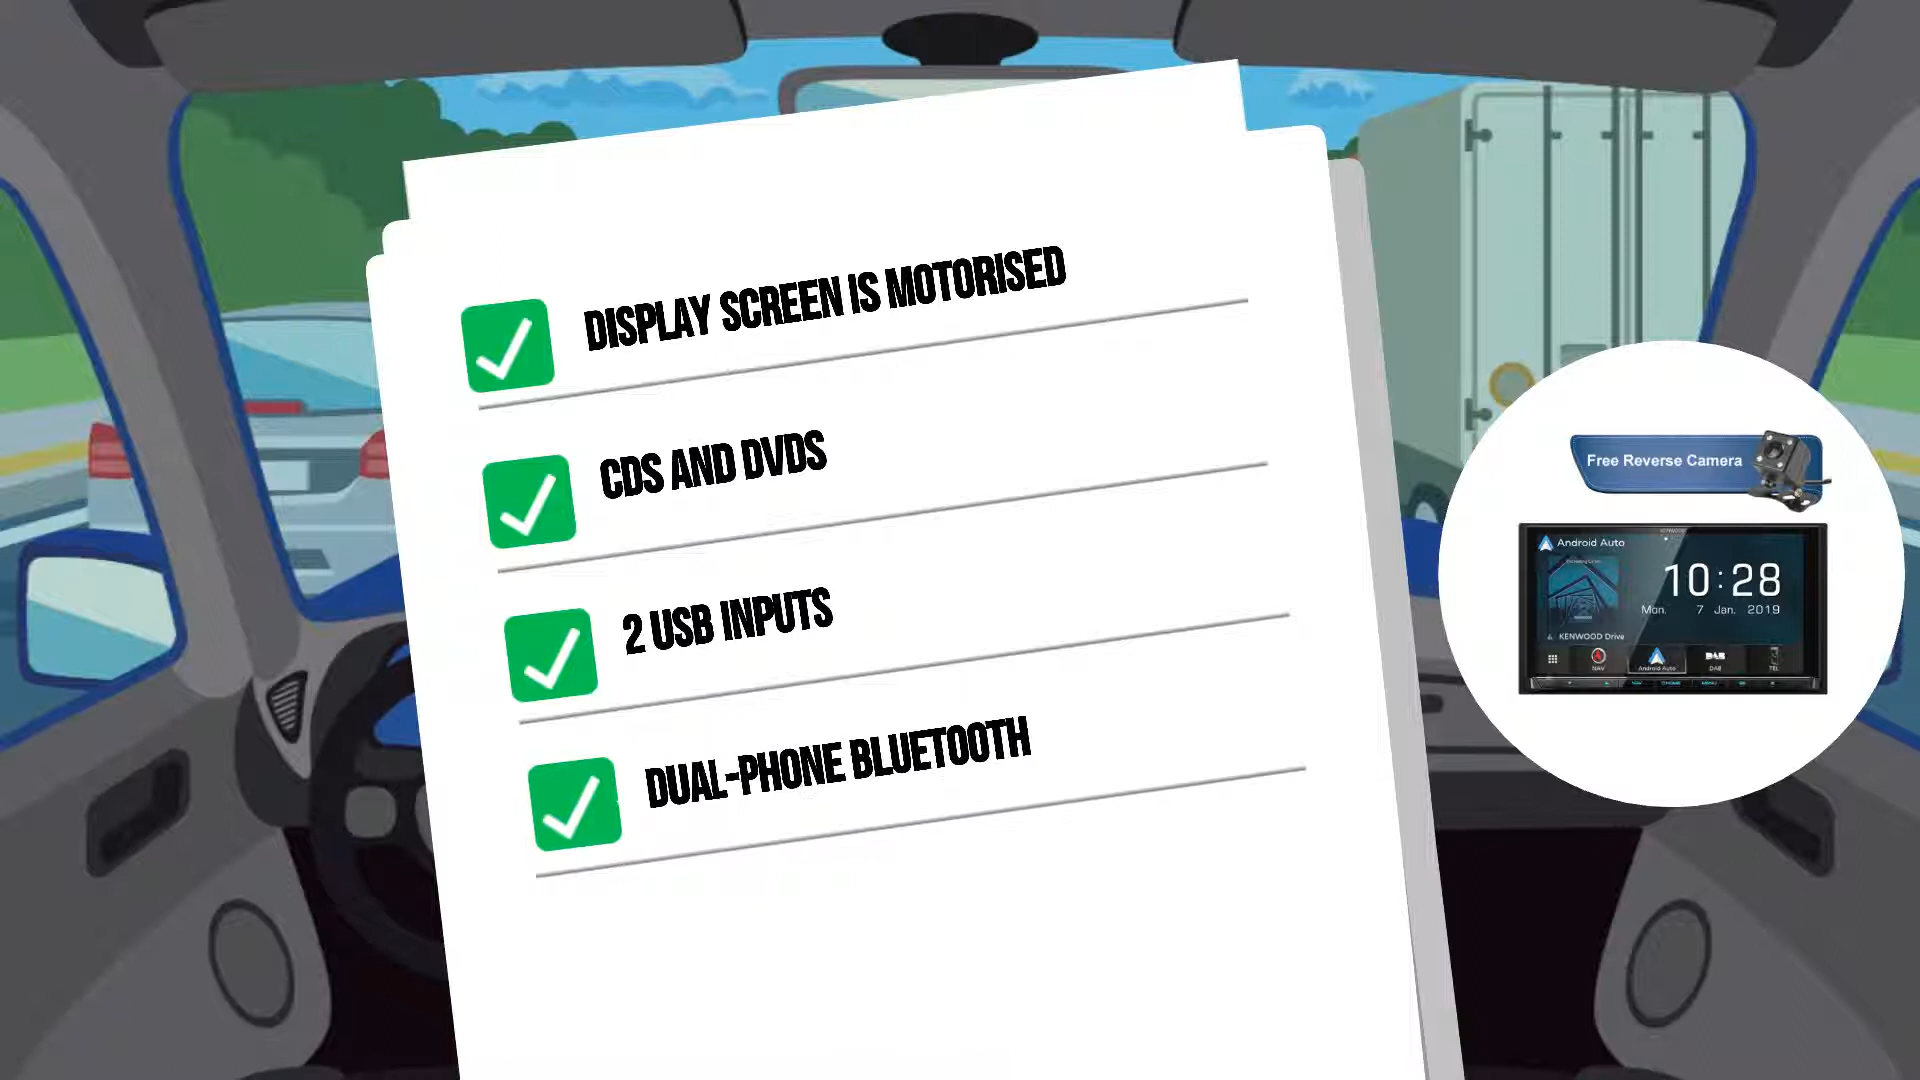 DISPLAY SCREEN IS MOTORISED
CDS AND DVDS
2 USB INPUTS
DUAL-PHONE BLUETOOTH
Free Reverse Camera
Android Auto
10:28
Mon. 7 Jan. 2019
KENWOOD Drive
NAV
Android Auto
DAB
DAB
TEL